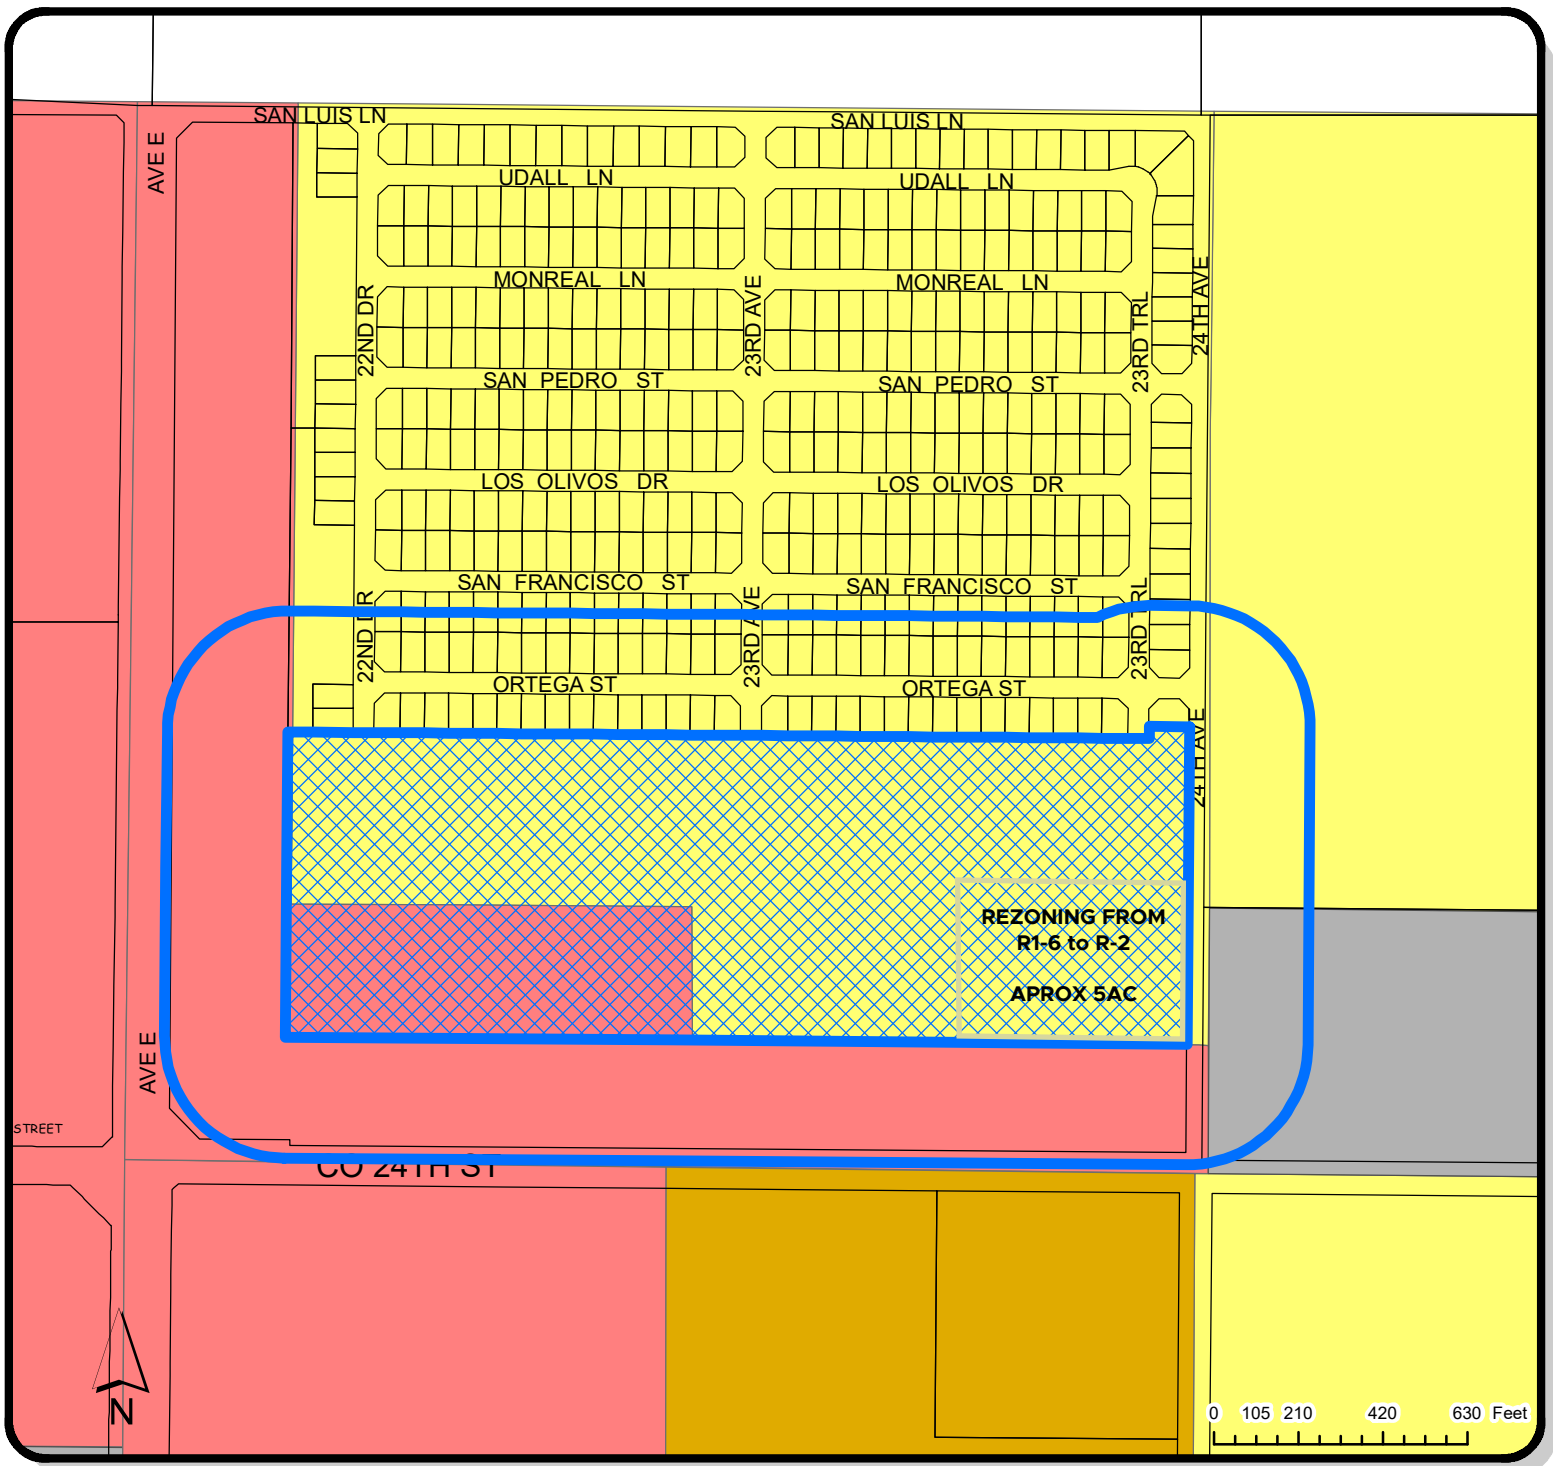 SAN LUIS LN
SAN LUIS LN
AVE E
UDALL LN
UDALL LN
MONREAL LN
MONREAL LN
22ND DR
23RD AVE
23RD TRL
24TH AVE
SAN PEDRO ST
SAN PEDRO ST
LOS OLIVOS DR
LOS OLIVOS DR
SAN FRANCISCO ST
SAN FRANCISCO ST
22ND DR
23RD AVE
23RD TRL
ORTEGA ST
ORTEGA ST
24TH AVE
REZONING FROM
R1-6 to R-2
APROX 5AC
AVE E
STREET
CO 24TH ST
N
0 105 210 420 630 Feet